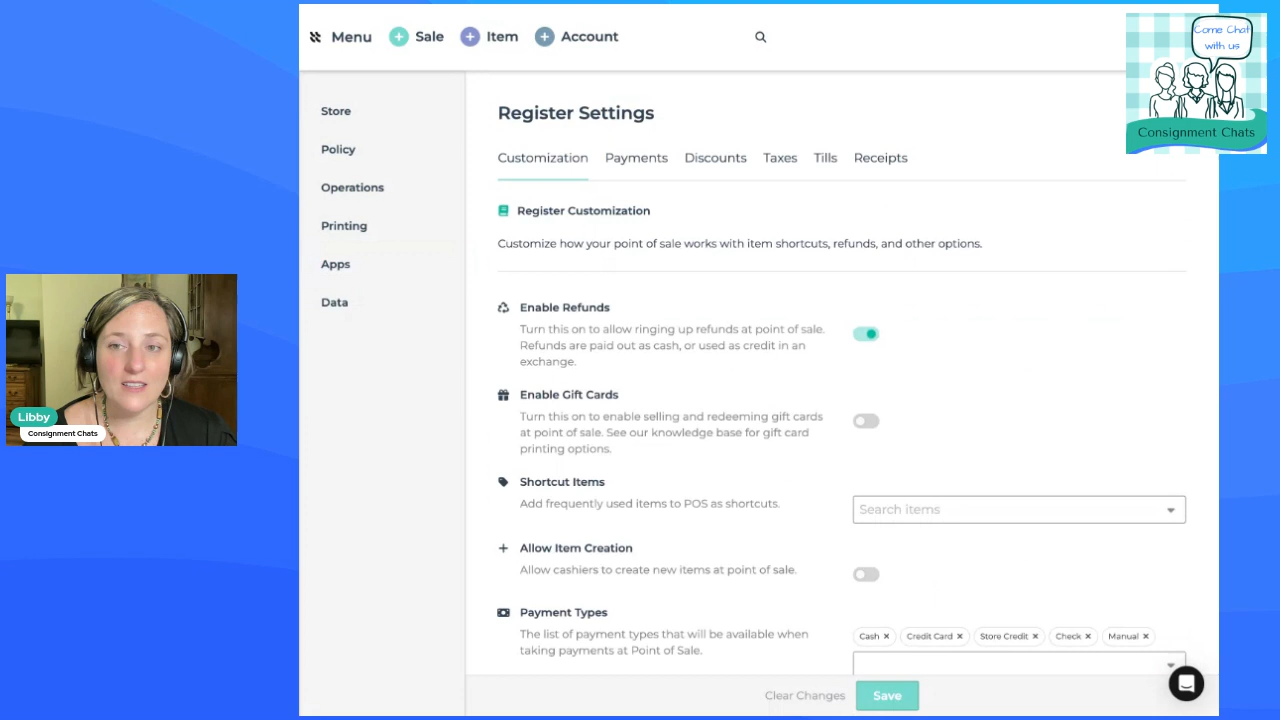 Menu
Sale
Item
Account
Come Chat
with us
Consignment Chats
Store
Policy
Operations
Printing
Apps
Data
Register Settings
Customization
Payments
Discounts
Taxes
Tills
Receipts
Register Customization
Customize how your point of sale works with item shortcuts, refunds, and other options.
Enable Refunds
Turn this on to allow ringing up refunds at point of sale.
Refunds are paid out as cash, or used as credit in an
exchange.
Enable Gift Cards
Turn this on to enable selling and redeeming gift cards
at point of sale. See our knowledge base for gift card
printing options.
Shortcut Items
Add frequently used items to POS as shortcuts.
Search items
Allow Item Creation
Allow cashiers to create new items at point of sale.
Payment Types
The list of payment types that will be available when
taking payments at Point of Sale.
Cash
Credit Card
Store Credit
Check
Manual
Clear Changes
Save
Libby
Consignment Chats